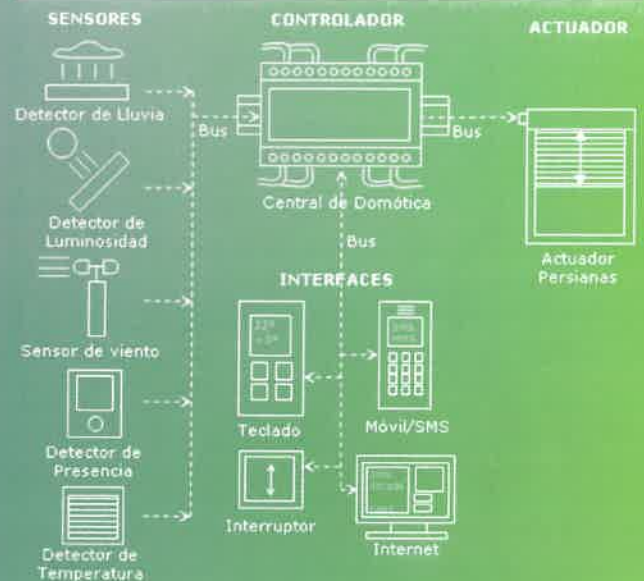 SENSORES
Detector de Lluvia
Detector de
Luminosidad
Sensor de viento
Detector de
Presencia
Detector de
Temperatura
Bus
CONTROLADOR
Central de Domótica
Bus
Bus
ACTUADOR
Actuador
Persianas
INTERFACES
Teclado
Móvil/SMS
Interruptor
Internet